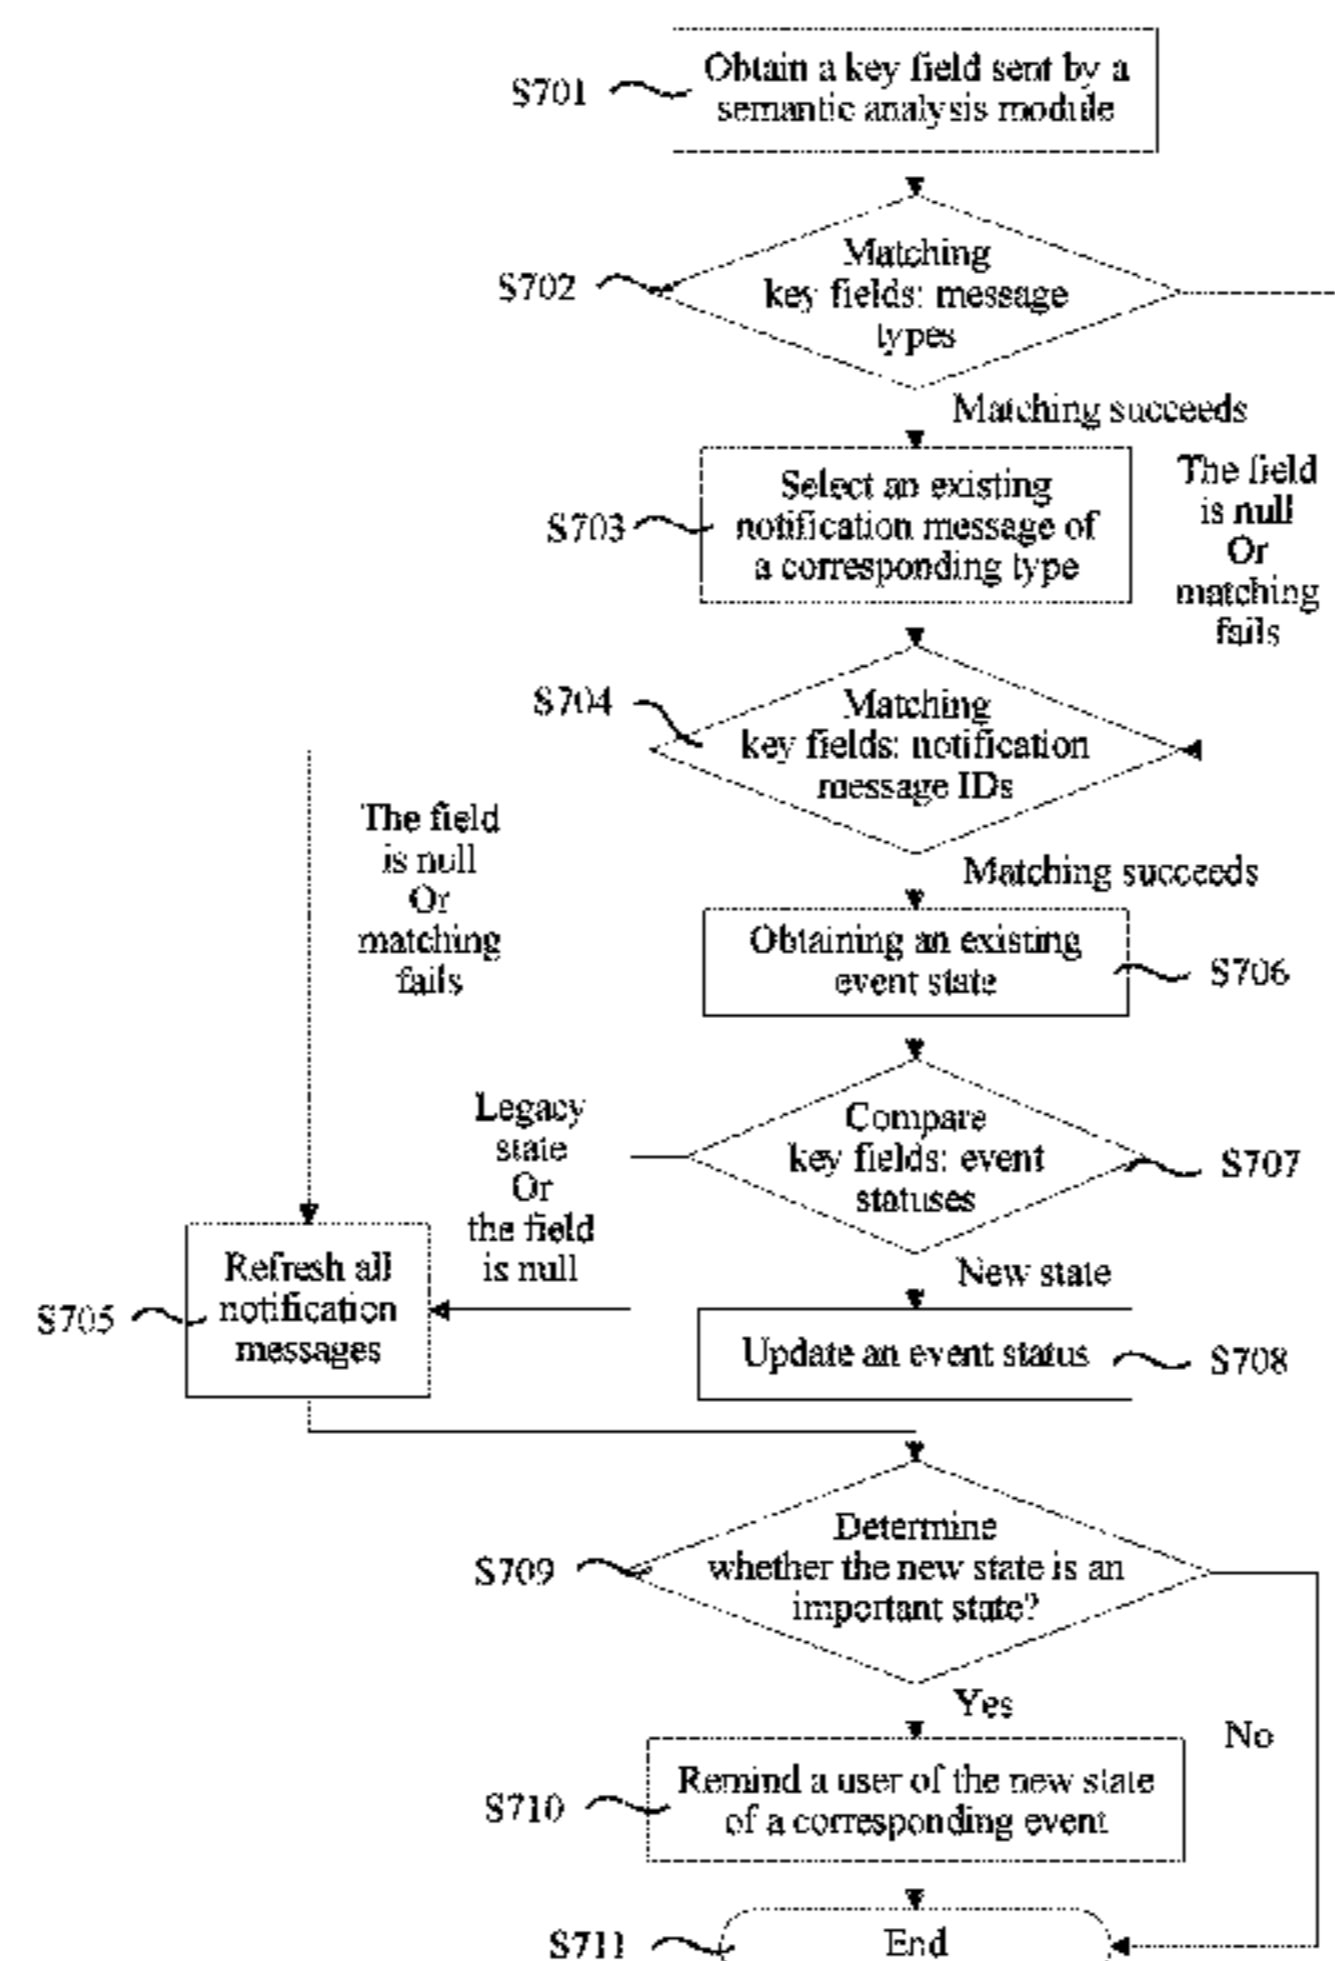 S701
Obtain a key field sent by a
semantic analysis module
S702
Matching
key fields: message
types
Matching succeeds
S703
Select an existing
notification message of
a corresponding type
The field
is null
Or
matching
fails
S704
Matching
key fields: notification
message IDs
The field
is null
Or
matching
fails
Matching succeeds
Obtaining an existing
event state
S706
Legacy
state
Or
the field
is null
Compare
key fields: event
statuses
S707
New state
S705
Refresh all
notification
messages
Update an event status
S708
S709
Determine
whether the new state is an
important state?
Yes
No
S710
Remind a user of the new state
of a corresponding event
S711
End